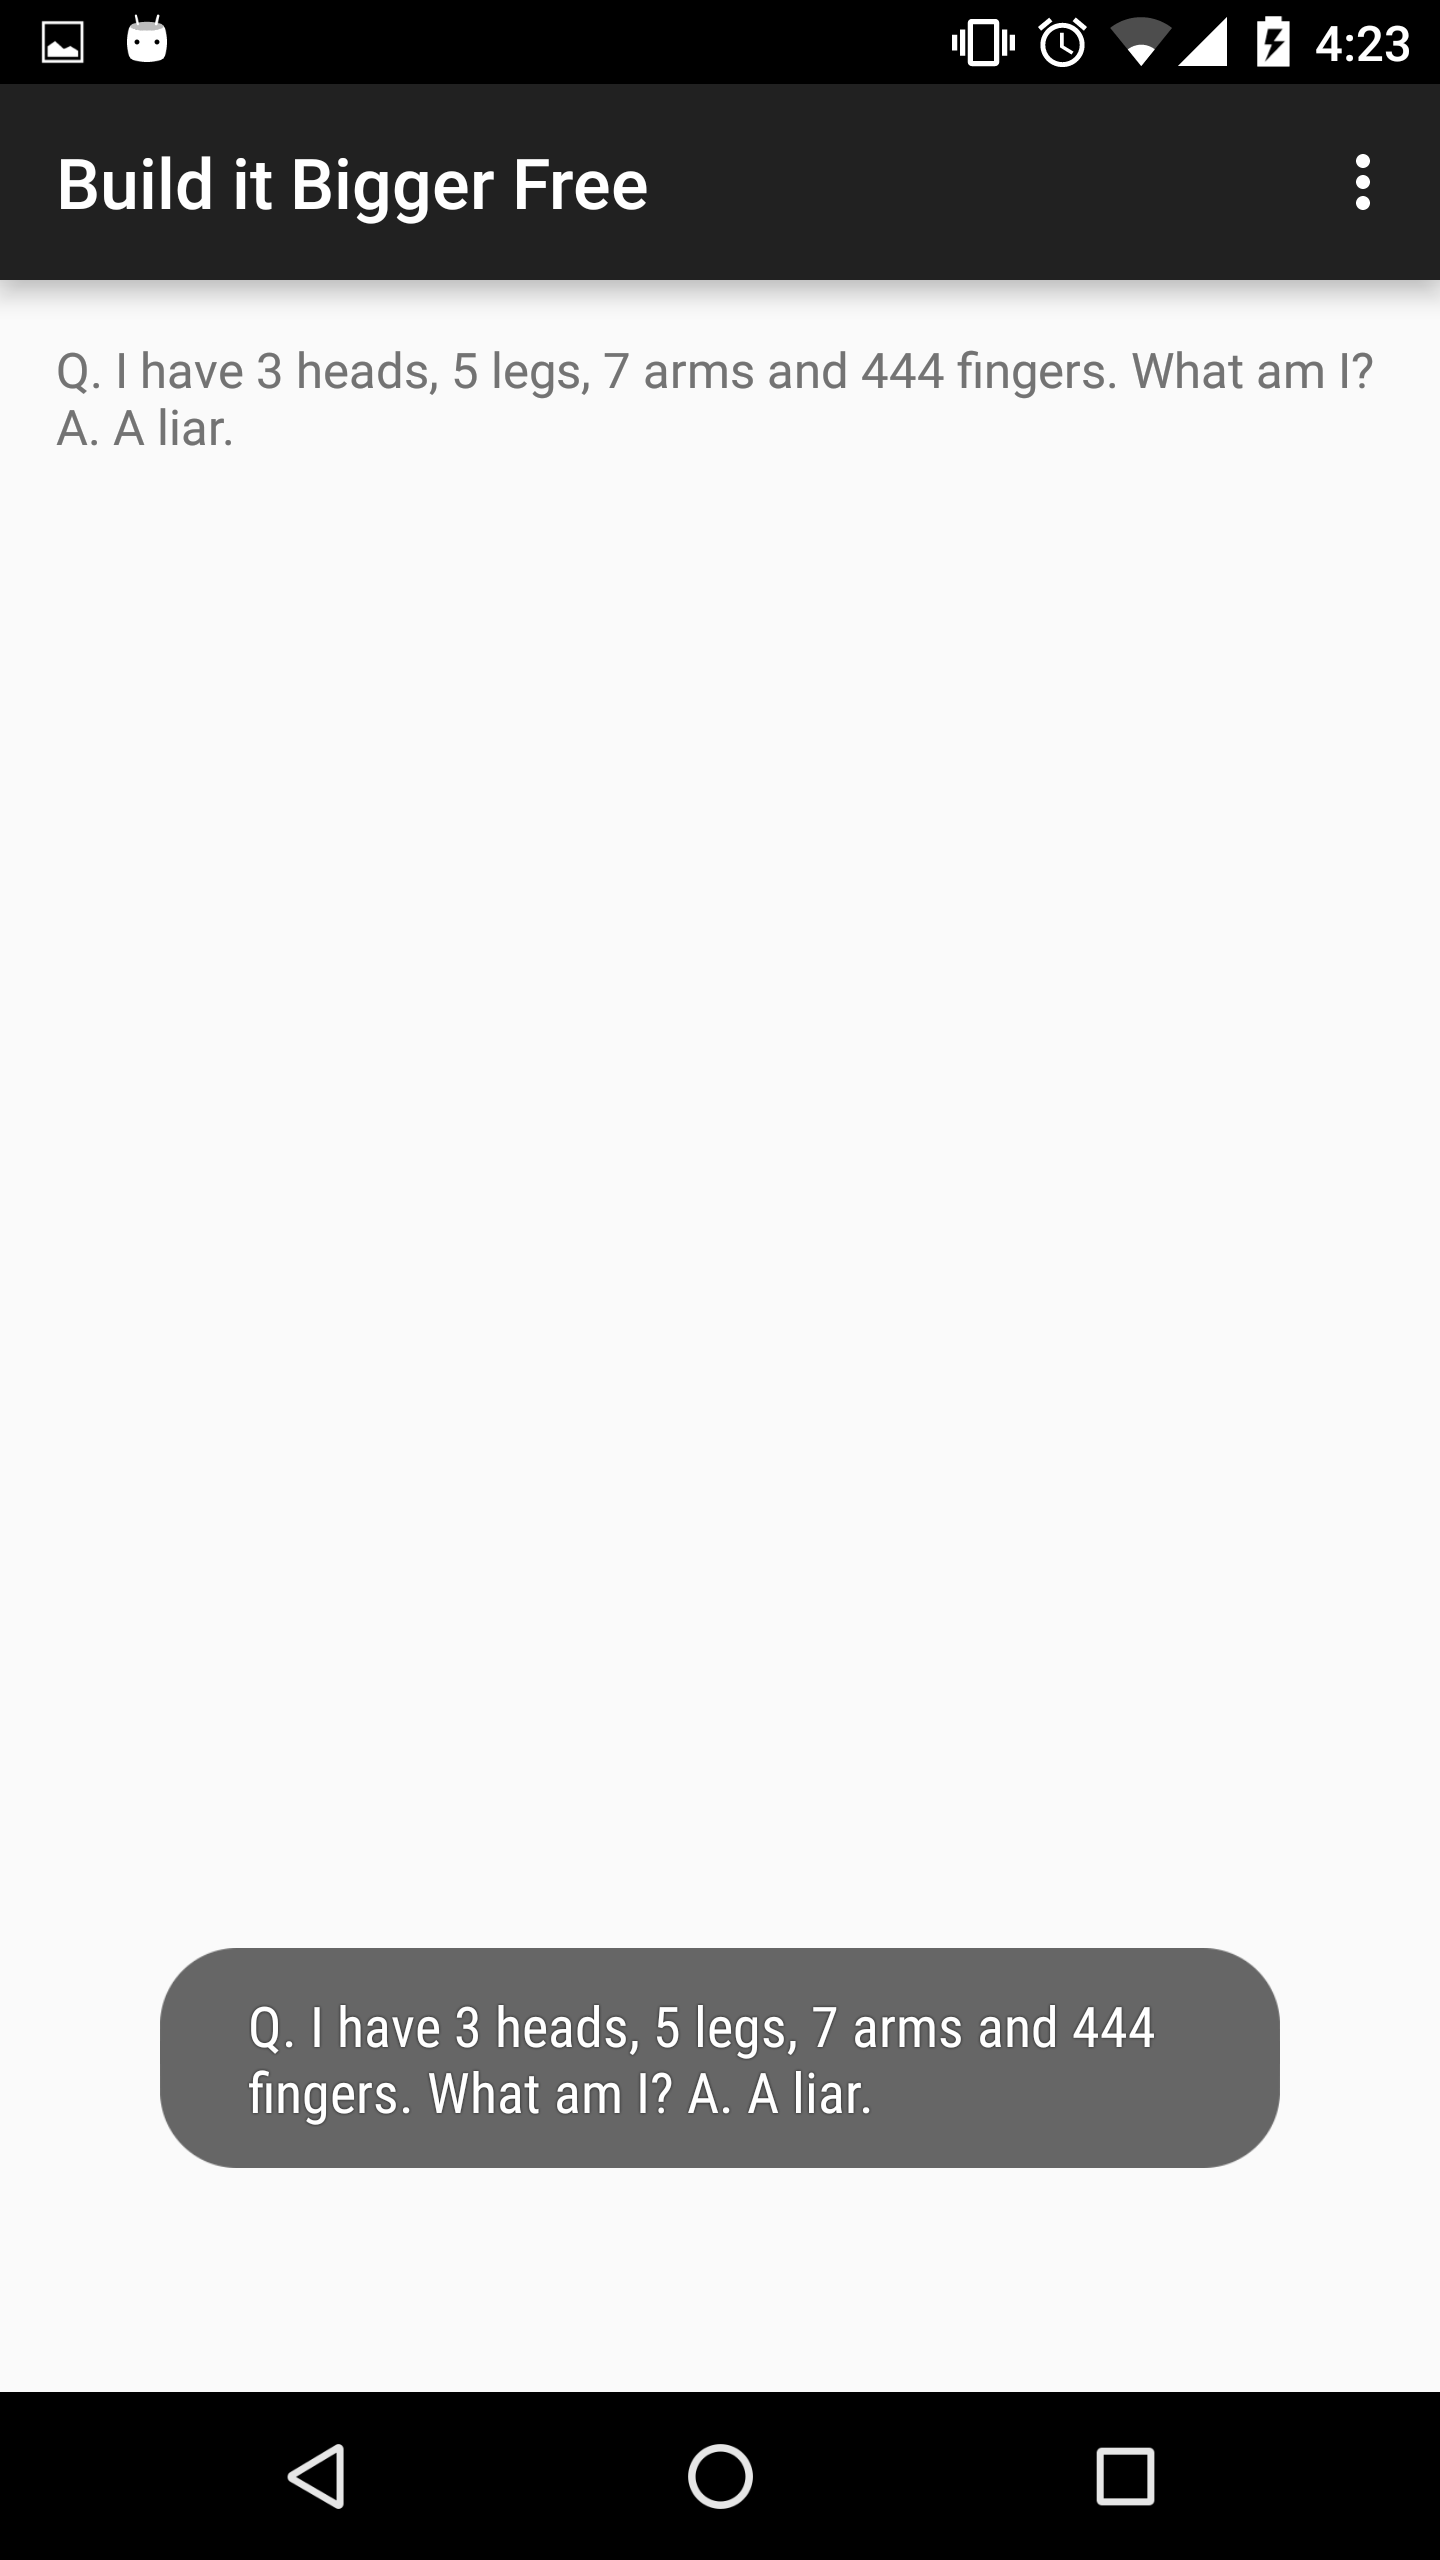 4:23
Build it Bigger Free
Q. I have 3 heads, 5 legs, 7 arms and 444 fingers. What am I?
A. A liar.
Q. I have 3 heads, 5 legs, 7 arms and 444
fingers. What am I? A. A liar.